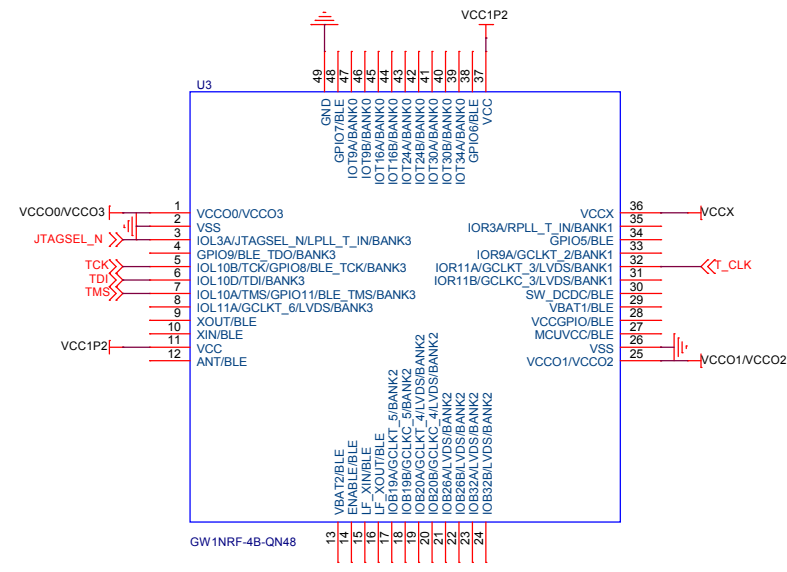 VCC1P2
49
48
47
46
45
44
43
42
41
40
39
38
37
U3
GND
GPIO7/BLE
IOT9A/BANK0
IOT9B/BANK0
IOT16A/BANK0
IOT16B/BANK0
IOT24A/BANK0
IOT24B/BANK0
IOT30A/BANK0
IOT30B/BANK0
IOT34A/BANK0
GPIO6/BLE
VCC
VCCO0/VCCO3 1 VCCO0/VCCO3
2 VSS
JTAGSEL_N 3 IOL3A/JTAGSEL_N/LPLL_T_IN/BANK3
4 GPIO9/BLE_TDO/BANK3
TCK 5 IOL10B/TCK/GPIO8/BLE_TCK/BANK3
TDI 6 IOL10D/TDI/BANK3
TMS 7 IOL10A/TMS/GPIO11/BLE_TMS/BANK3
8 IOL11A/GCLKT_6/LVDS/BANK3
9 XOUT/BLE
10 XIN/BLE
VCC1P2 11 VCC
12 ANT/BLE
VCCX 36 VCCX
IOR3A/RPLL_T_IN/BANK1 35
GPIO5/BLE 34
IOR9A/GCLKT_2/BANK1 33
IOR11A/GCLKT_3/LVDS/BANK1 32 T_CLK
IOR11B/GCLKC_3/LVDS/BANK1 31
SW_DCDC/BLE 30
VBAT1/BLE 29
VCCGPIO/BLE 28
MCUVCC/BLE 27
VSS 26
VCCO1/VCCO2 25 VCCO1/VCCO2
VBAT2/BLE
ENABLE/BLE
LF_XIN/BLE
LF_XOUT/BLE
IOB19A/GCLKT_5/BANK2
IOB19B/GCLKC_5/BANK2
IOB20A/GCLKT_4/LVDS/BANK2
IOB20B/GCLKC_4/LVDS/BANK2
IOB26A/LVDS/BANK2
IOB26B/LVDS/BANK2
IOB32A/LVDS/BANK2
IOB32B/LVDS/BANK2
GW1NRF-4B-QN48
13
14
15
16
17
18
19
20
21
22
23
24